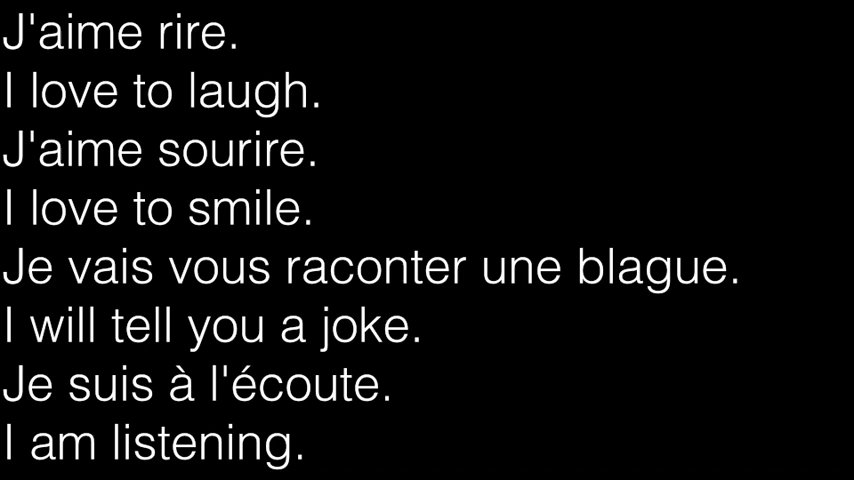 J'aime rire.
I love to laugh.
J'aime sourire.
I love to smile.
Je vais vous raconter une blague.
I will tell you a joke.
Je suis à l'écoute.
I am listening.